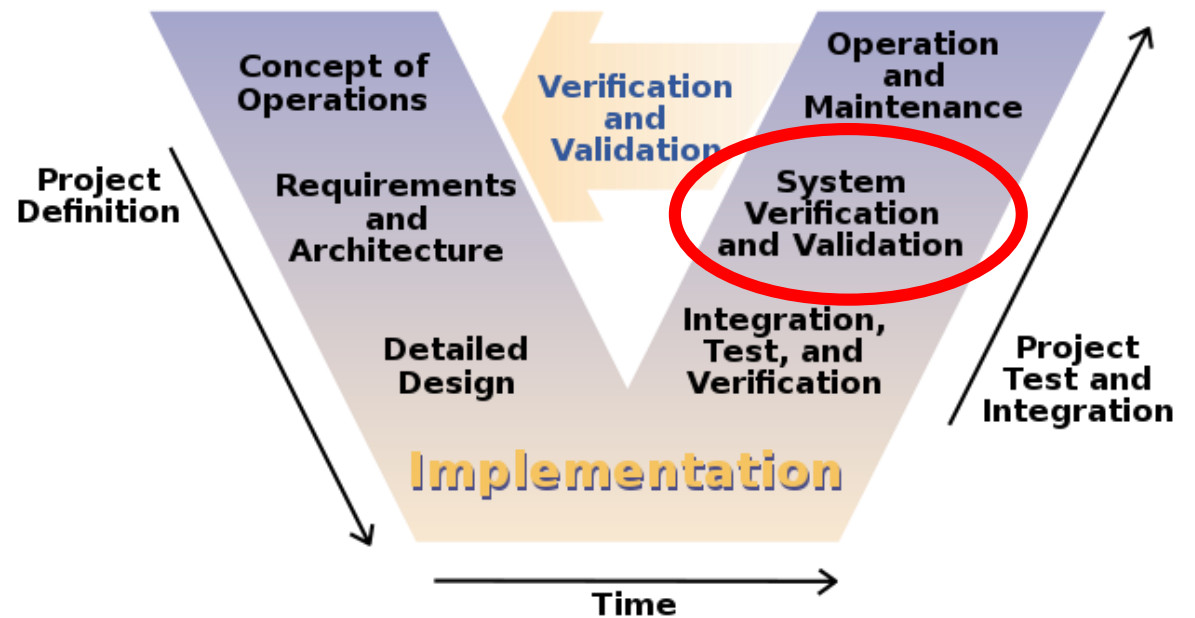 Concept of
Operations
Verification
and
Validation
Operation
and
Maintenance
Project
Definition
Requirements
and
Architecture
System
Verification
and Validation
Detailed
Design
Integration,
Test, and
Verification
Project
Test and
Integration
Implementation
Time